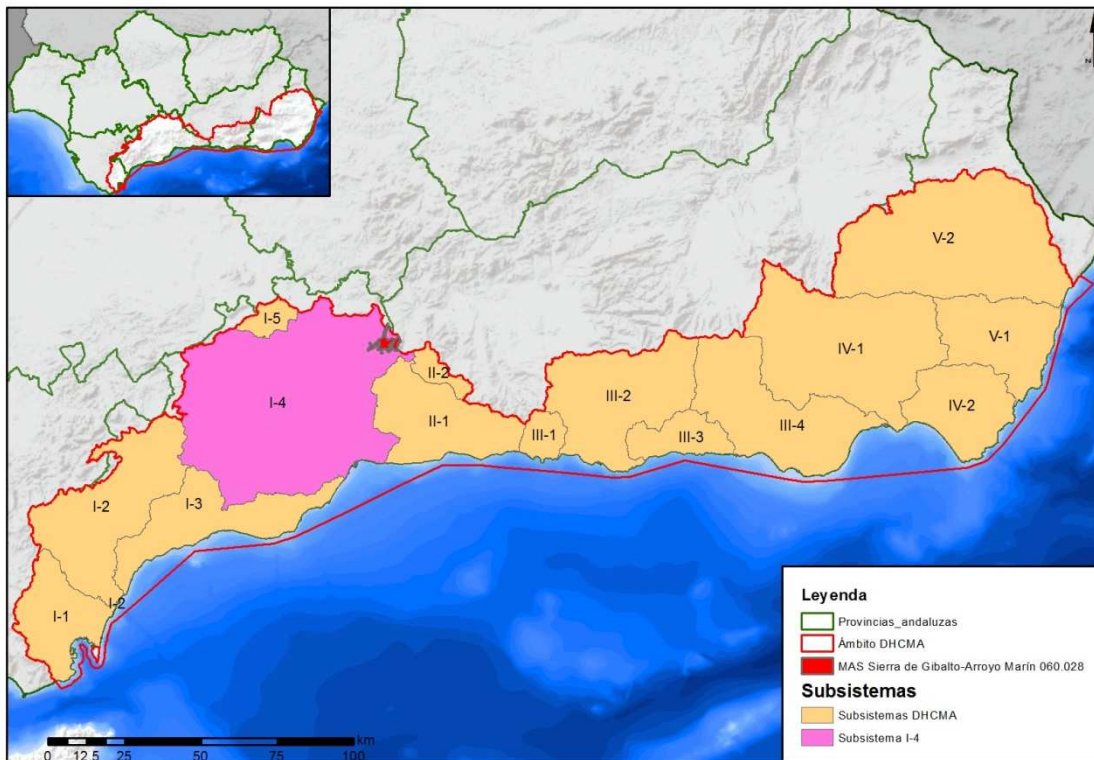 N
V-2
I-5
IV-1
V-1
I-4
II-2
III-2
II-1
IV-2
III-1
III-3
III-4
I-2
I-3
I-2
I-1
Leyenda
Provincias_andaluzas
Ámbito DHCMA
MAS Sierra de Gibalto-Arroyo Marín 060.028
Subsistemas
Subsistemas DHCMA
Subsistema I-4
km
0 12,5 25 50 75 100